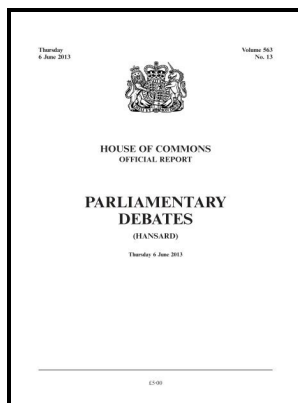 Thursday
6 June 2013
Volume 563
No. 13
HOUSE OF COMMONS
OFFICIAL REPORT
PARLIAMENTARY
DEBATES
(HANSARD)
Thursday 6 June 2013
£5·00